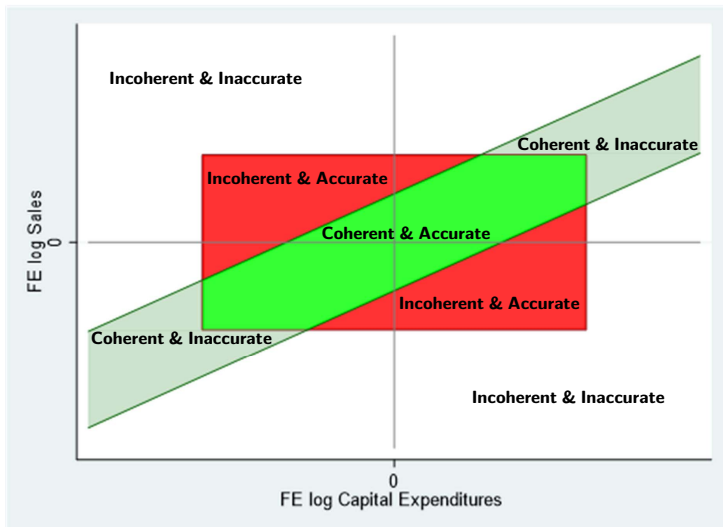 Incoherent & Inaccurate
Coherent & Inaccurate
Incoherent & Accurate
Coherent & Accurate
Incoherent & Accurate
Coherent & Inaccurate
Incoherent & Inaccurate
FE log Sales
0
0
FE log Capital Expenditures